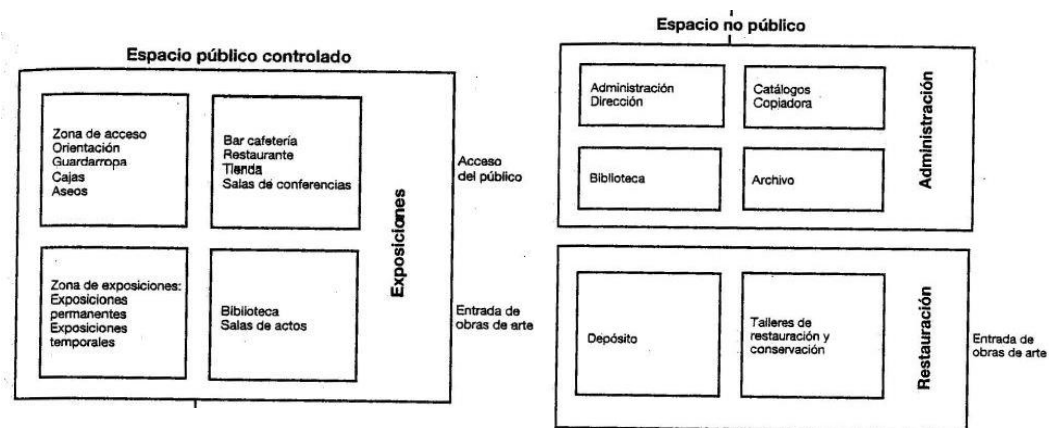 Espacio público controlado
Zona de acceso
Orientación
Guardarropa
Cajas
Aseos
Bar cafetería
Restaurante
Tienda
Salas de conferencias
Zona de exposiciones:
Exposiciones
permanentes
Exposiciones
temporales
Biblioteca
Salas de actos
Exposiciones
Acceso
del público
Entrada de
obras de arte
Espacio no público
Administración
Dirección
Catálogos
Copiadora
Biblioteca
Archivo
Administración
Depósito
Talleres de
restauración y
conservación
Restauración
Entrada de
obras de arte